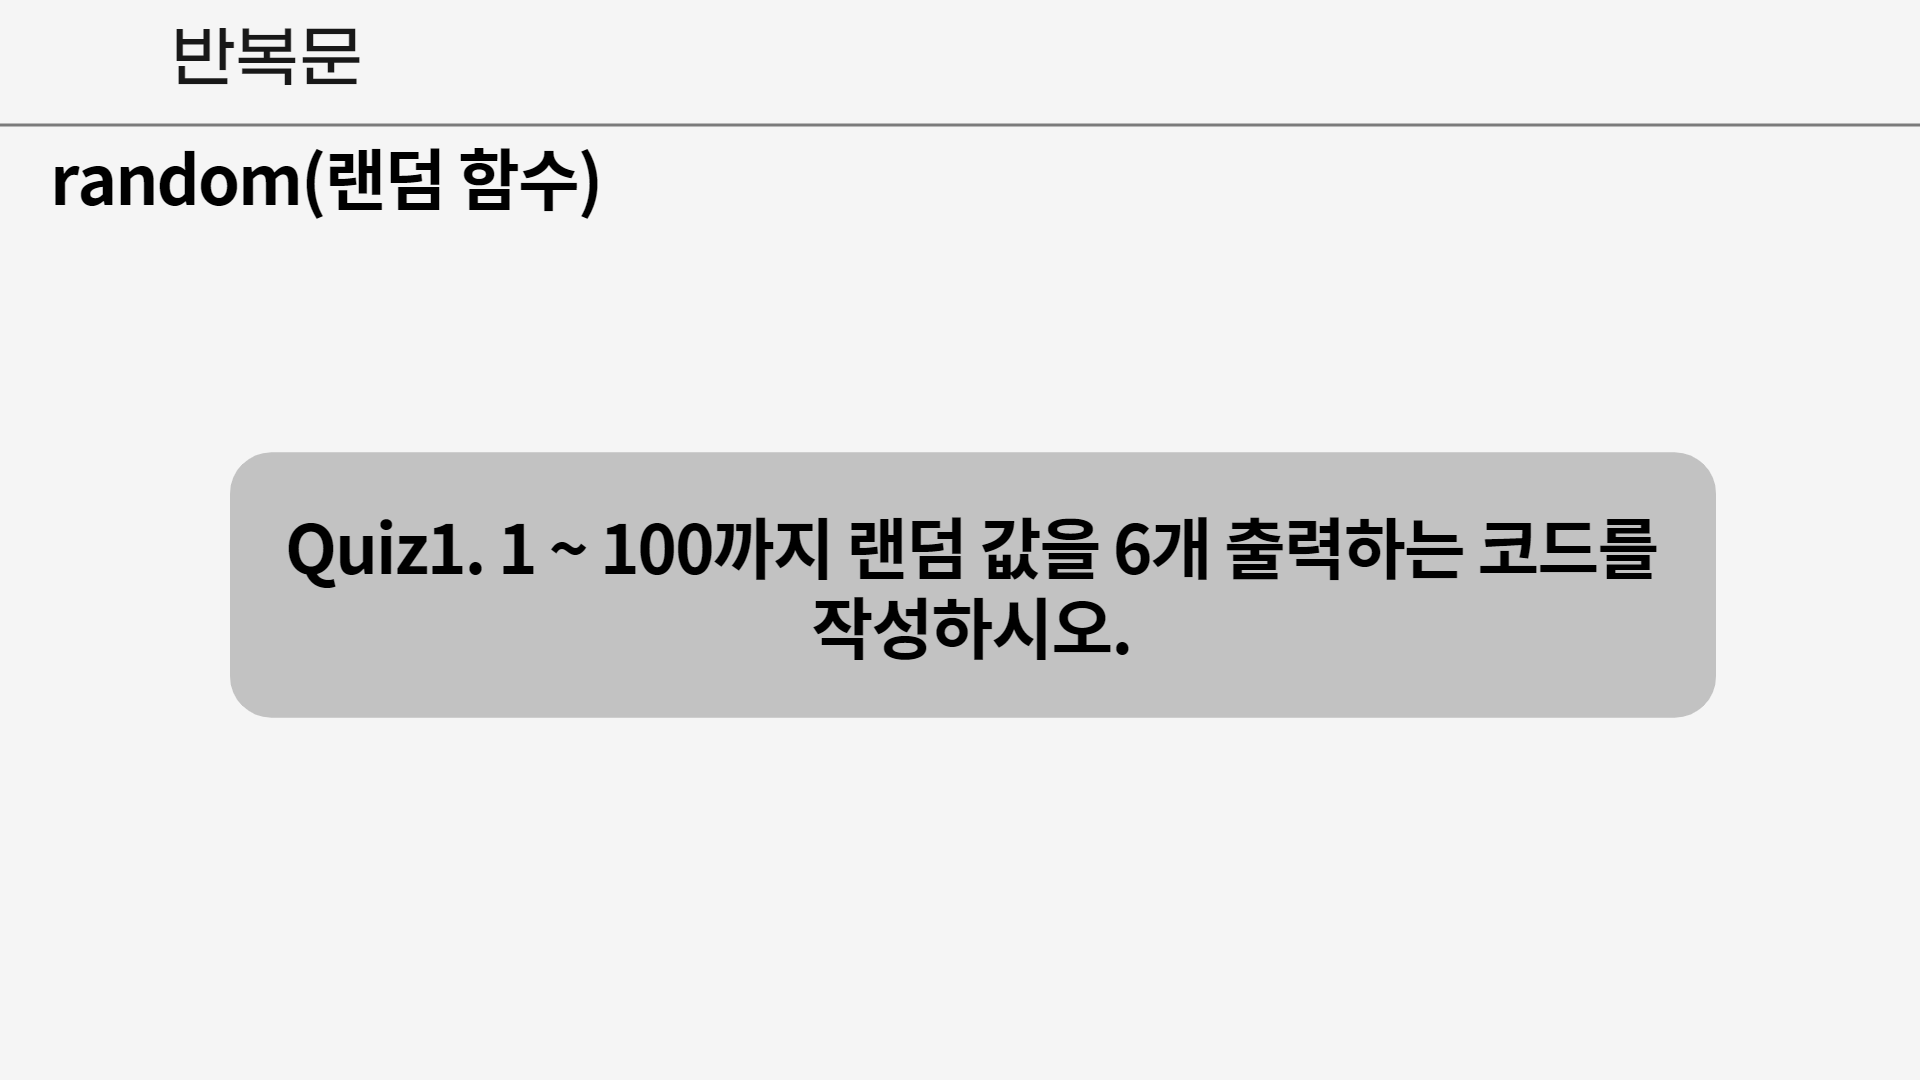 반복문
random(랜덤 함수)
Quiz1. 1 ~ 100까지 랜덤 값을 6개 출력하는 코드를
작성하시오.